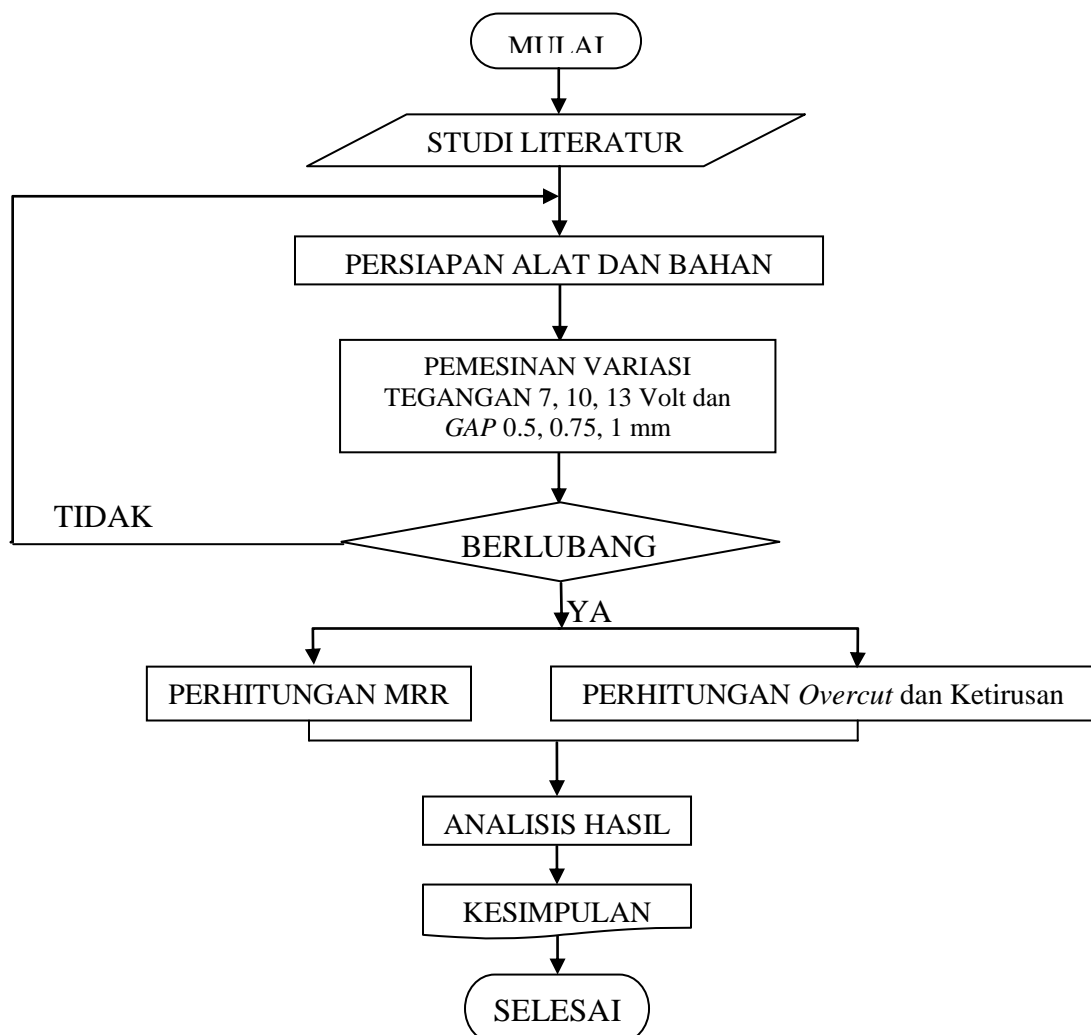 MULAI
STUDI LITERATUR
PERSIAPAN ALAT DAN BAHAN
PEMESINAN VARIASI
TEGANGAN 7, 10, 13 Volt dan
GAP 0.5, 0.75, 1 mm
TIDAK
BERLUBANG
YA
PERHITUNGAN MRR
PERHITUNGAN Overcut dan Ketirusan
ANALISIS HASIL
KESIMPULAN
SELESAI